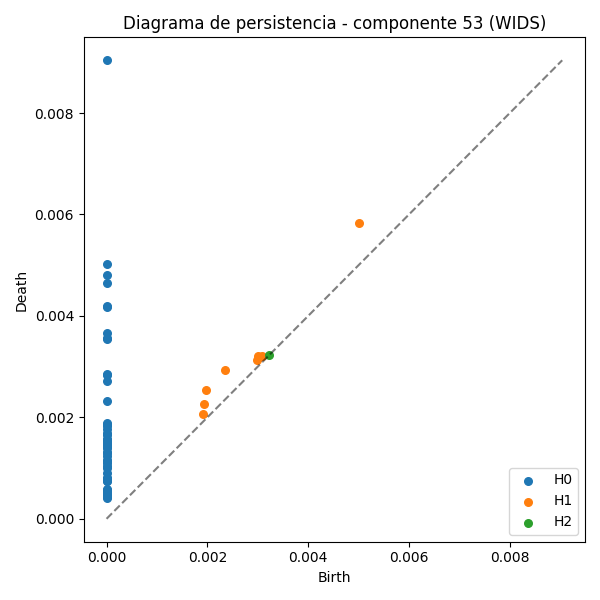 Diagrama de persistencia - componente 53 (WIDS)
Death
0.008
0.006
0.004
0.002
0.000
0.000 0.002 0.004 0.006 0.008
Birth
H0
H1
H2